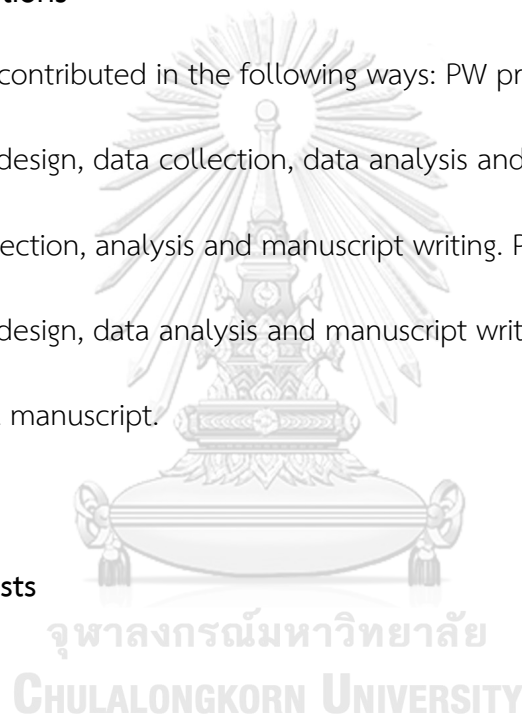 tions
contributed in the following ways: PW pr
design, data collection, data analysis and
ection, analysis and manuscript writing. P
design, data analysis and manuscript writ
manuscript.
sts
จุฬาลงกรณ์มหาวิทยาลัย
CHULALONGKORN UNIVERSITY